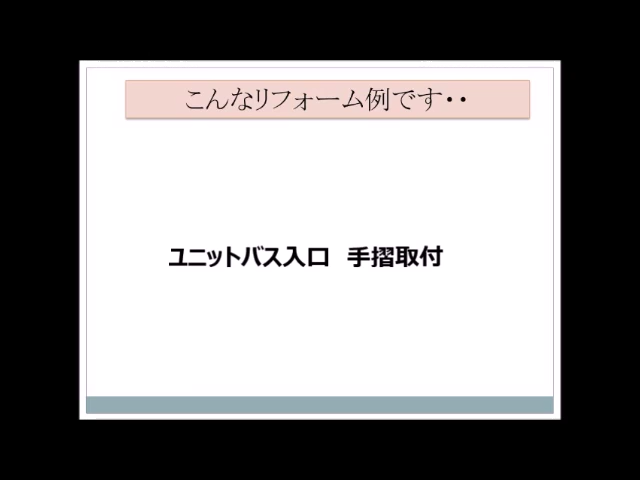 こんなリフォーム例です・・
ユニットバス入口　手摺取付